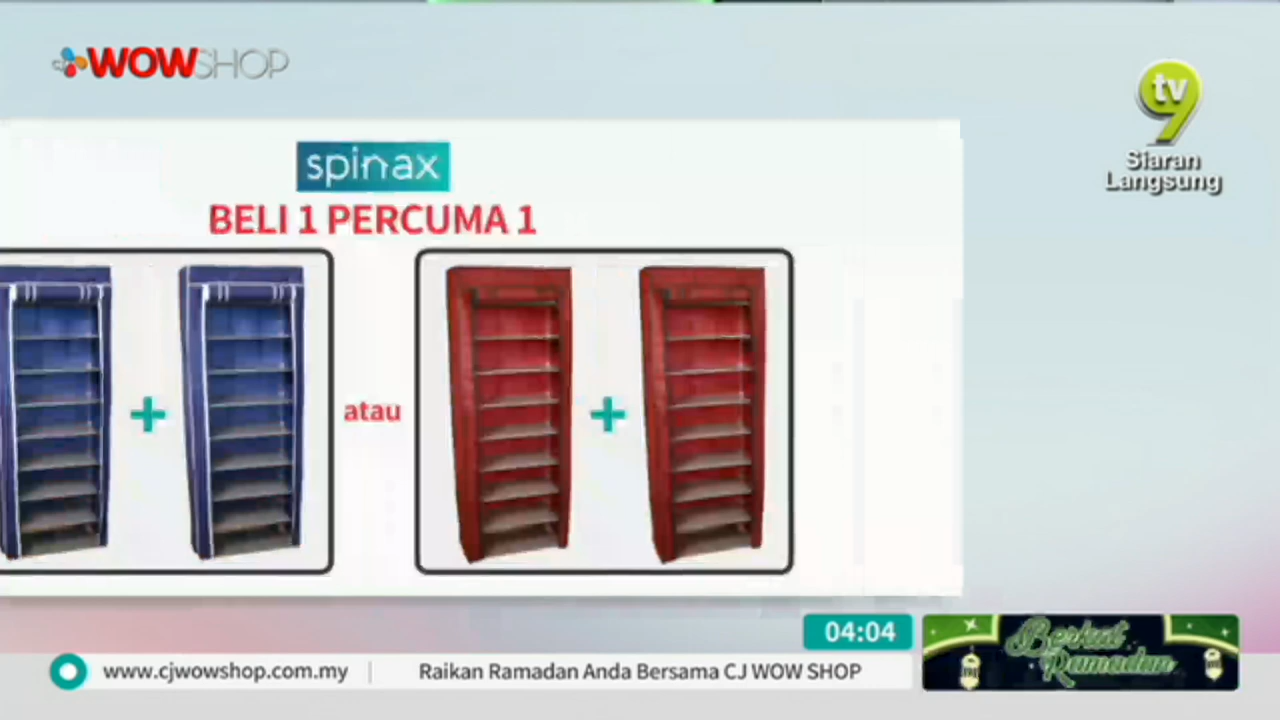 WOWSHOP
tv9
Siaran
Langsung
spinax
BELI 1 PERCUMA 1
atau
04:04
Berkat
Ramadan
www.cjwowshop.com.my
Raikan Ramadan Anda Bersama CJ WOW SHOP